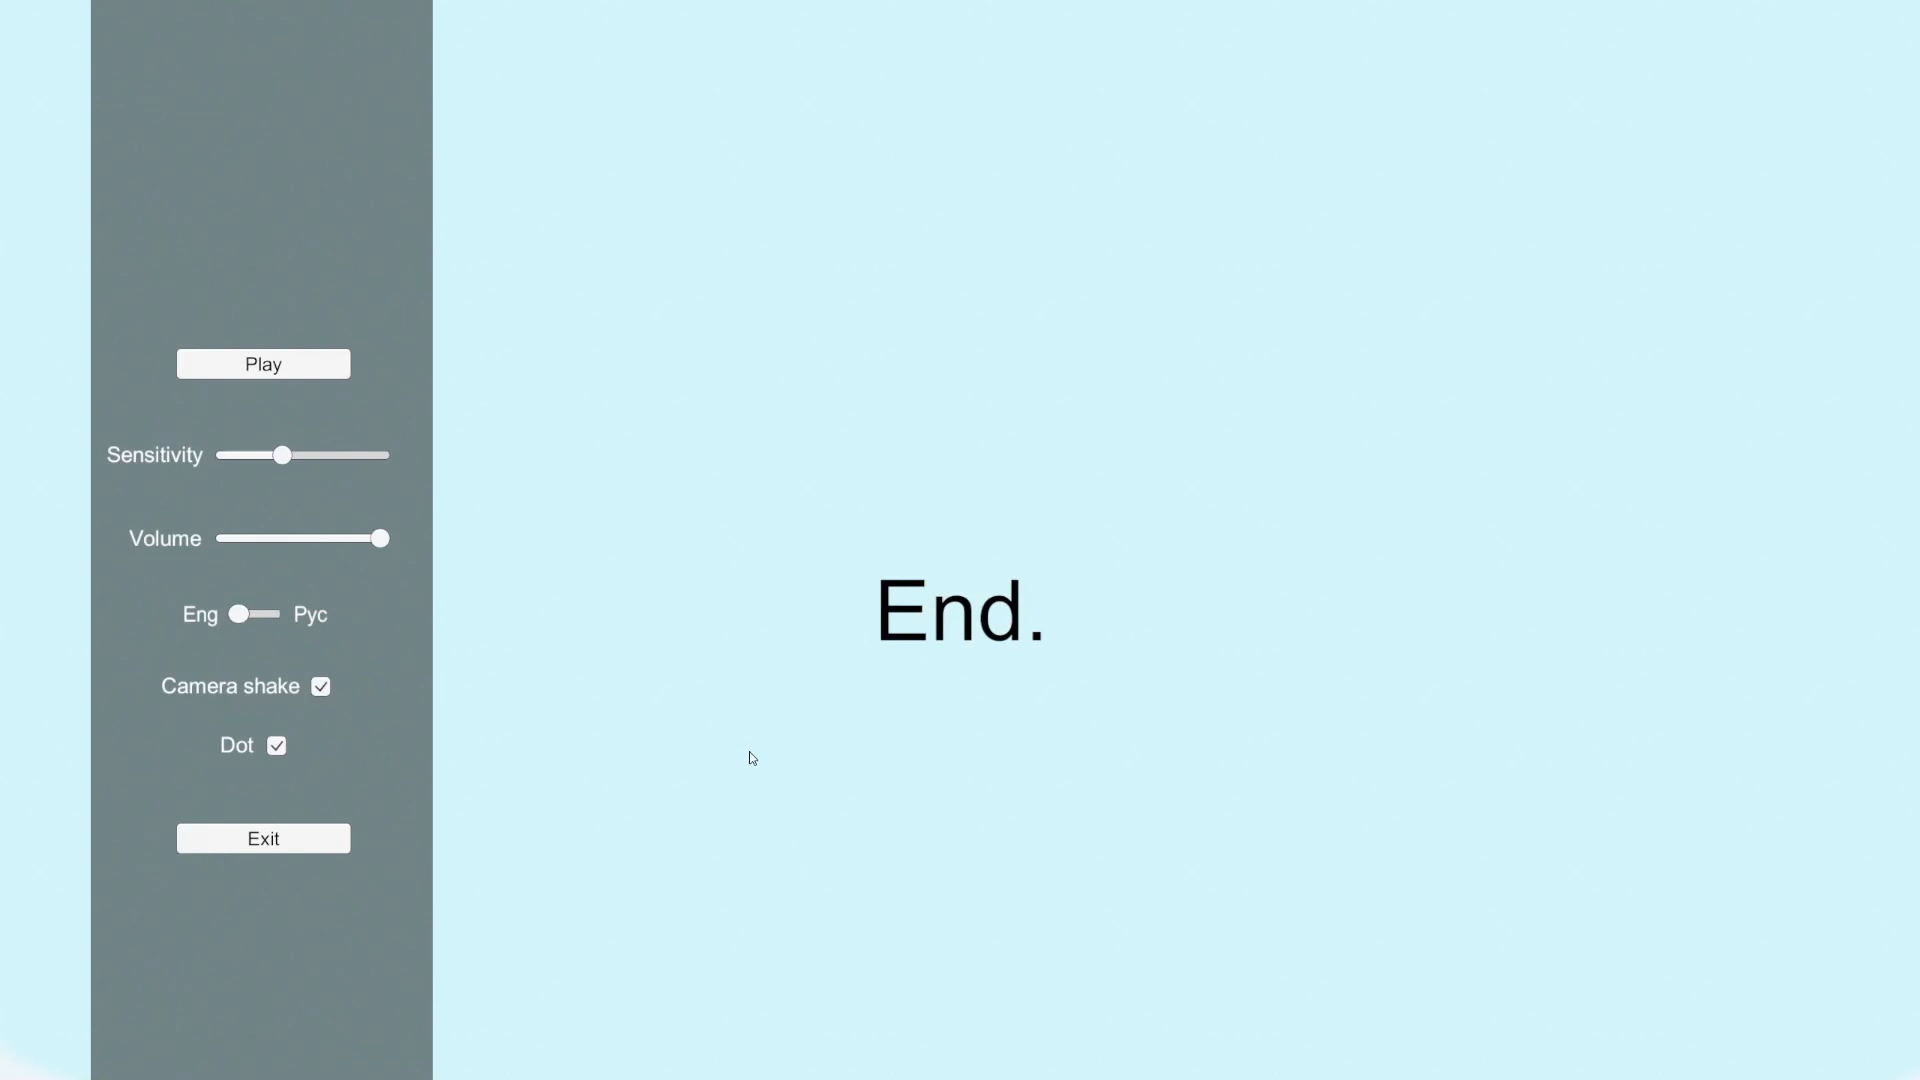 Play
Sensitivity
Volume
Eng Рус
Camera shake
Dot
Exit
End.